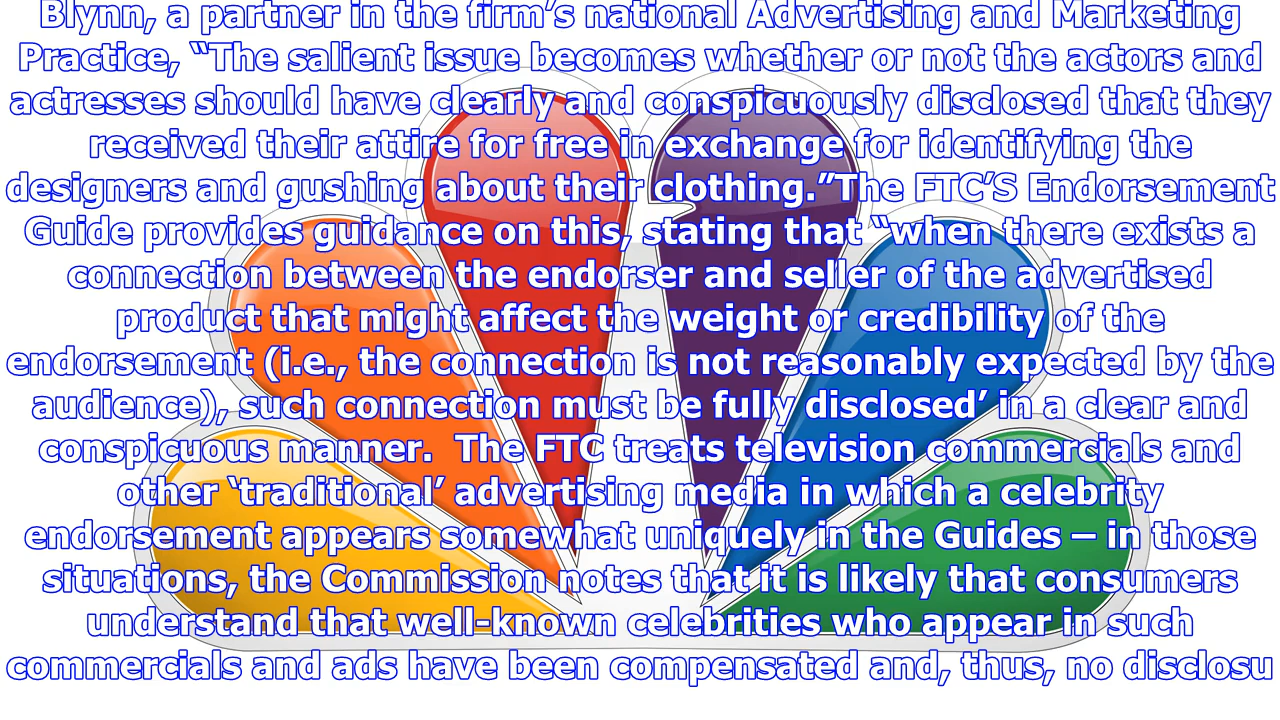 Blynn, a partner in the firm’s national Advertising and Marketing
Practice, “The salient issue becomes whether or not the actors and
actresses should have clearly and conspicuously disclosed that they
received their attire for free in exchange for identifying the
designers and gushing about their clothing.”The FTC’S Endorsement
Guide provides guidance on this, stating that “when there exists a
connection between the endorser and seller of the advertised
product that might affect the weight or credibility of the
endorsement (i.e., the connection is not reasonably expected by the
audience), such connection must be fully disclosed’ in a clear and
conspicuous manner.  The FTC treats television commercials and
other ‘traditional’ advertising media in which a celebrity
endorsement appears somewhat uniquely in the Guides – in those
situations, the Commission notes that it is likely that consumers
understand that well-known celebrities who appear in such
commercials and ads have been compensated and, thus, no disclosu